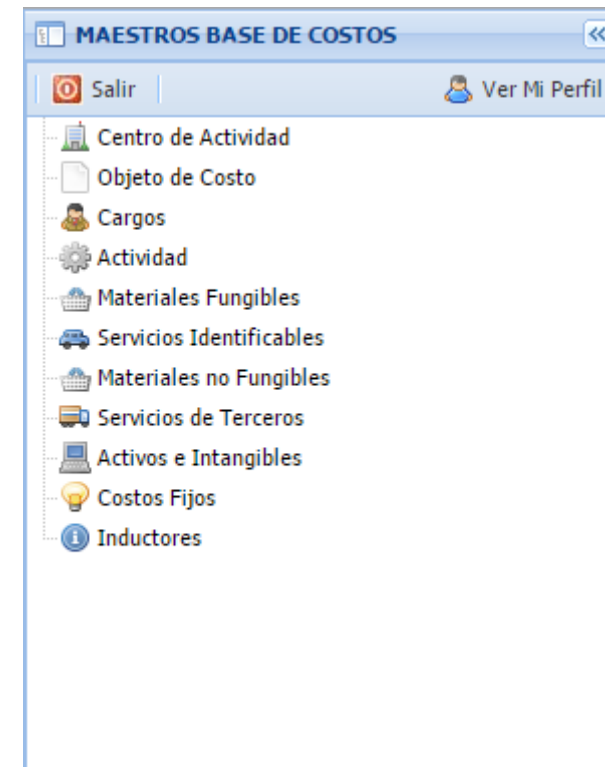 MAESTROS BASE DE COSTOS
Salir Ver Mi Perfil
Centro de Actividad
Objeto de Costo
Cargos
Actividad
Materiales Fungibles
Servicios Identificables
Materiales no Fungibles
Servicios de Terceros
Activos e Intangibles
Costos Fijos
Inductores